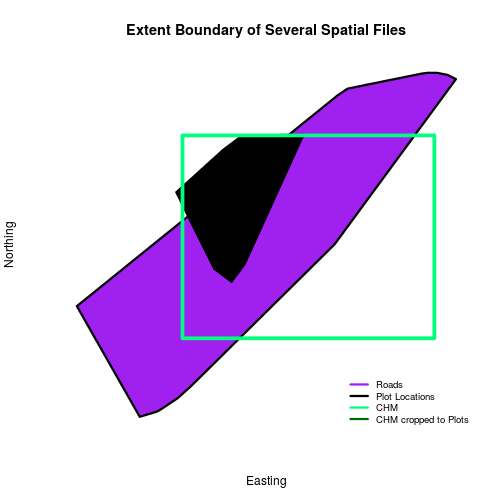 Extent Boundary of Several Spatial Files
Northing
Roads
Plot Locations
CHM
CHM cropped to Plots
Easting